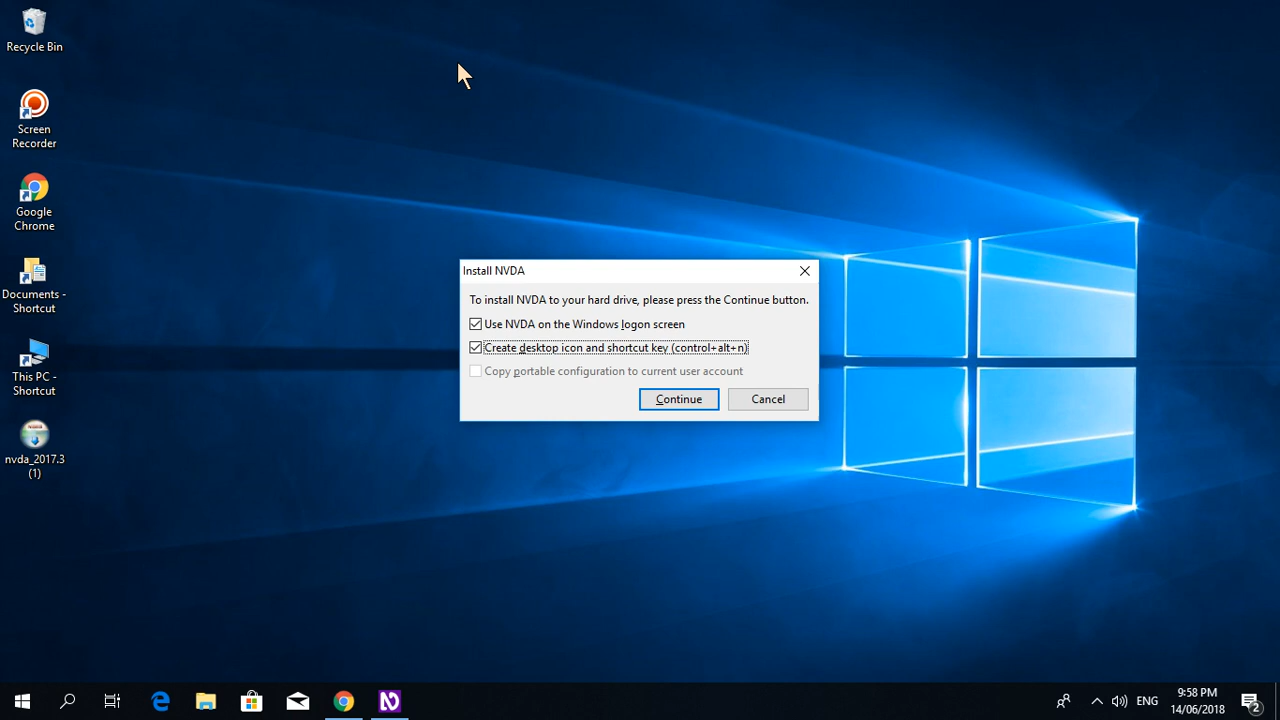 Recycle Bin
Screen
Recorder
Google
Chrome
Documents -
Shortcut
This PC -
Shortcut
nvda_2017.3
(1)
Install NVDA
To install NVDA to your hard drive, please press the Continue button.
Use NVDA on the Windows logon screen
Create desktop icon and shortcut key (control+alt+n)
Copy portable configuration to current user account
Continue
Cancel
ENG
9:58 PM
14/06/2018
2